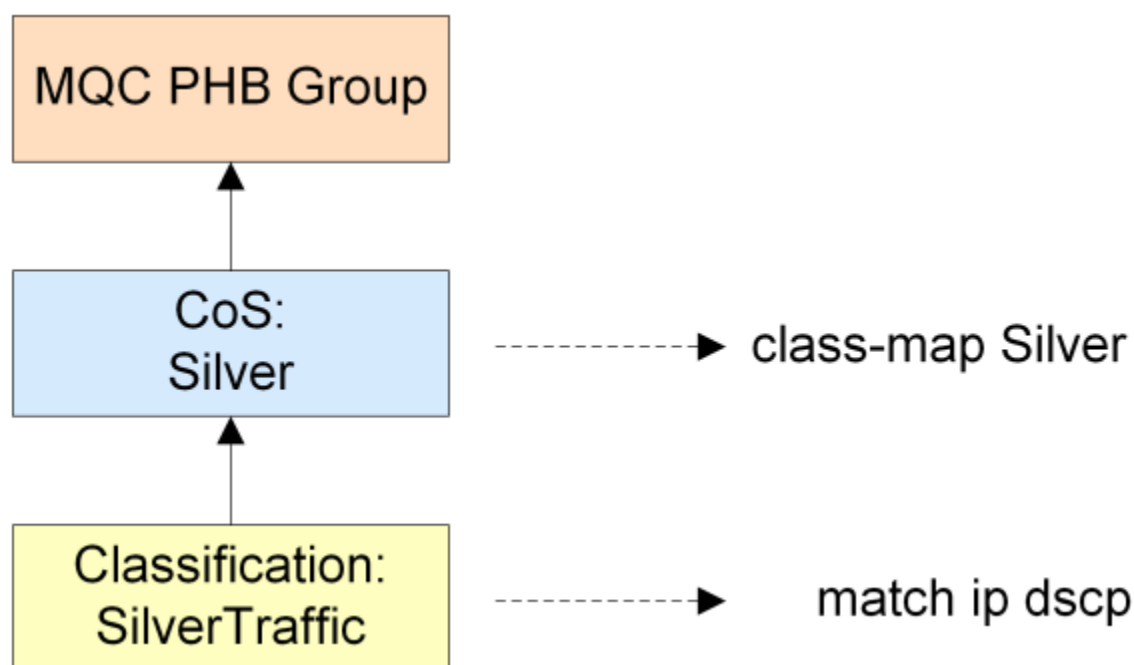 MQC PHB Group
CoS:
Silver
class-map Silver
Classification:
SilverTraffic
match ip dscp